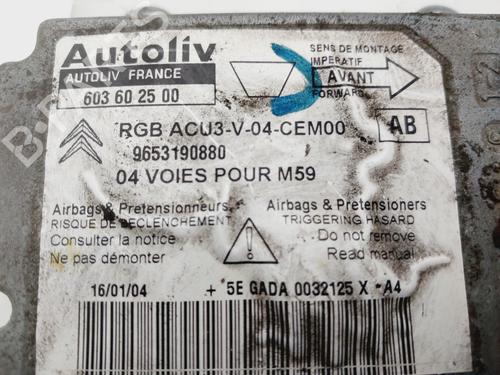 Autoliv
AUTOLIV FRANCE
603 60 25 00
SENS DE MONTAGE
IMPERATIF
AVANT
FORWARD
RGB ACU3-V-04-CEM00
AB
9653190880
04 VOIES POUR M59
Airbags & Pretensionneurs
RISQUE DE DECLENCHEMENT
Consulter la notice
Ne pas démonter
Airbags & Pretensioners
TRIGGERING HASARD
Do not remove
Read manual
16/01/04
+ 5E GADA 0032125 X -A4